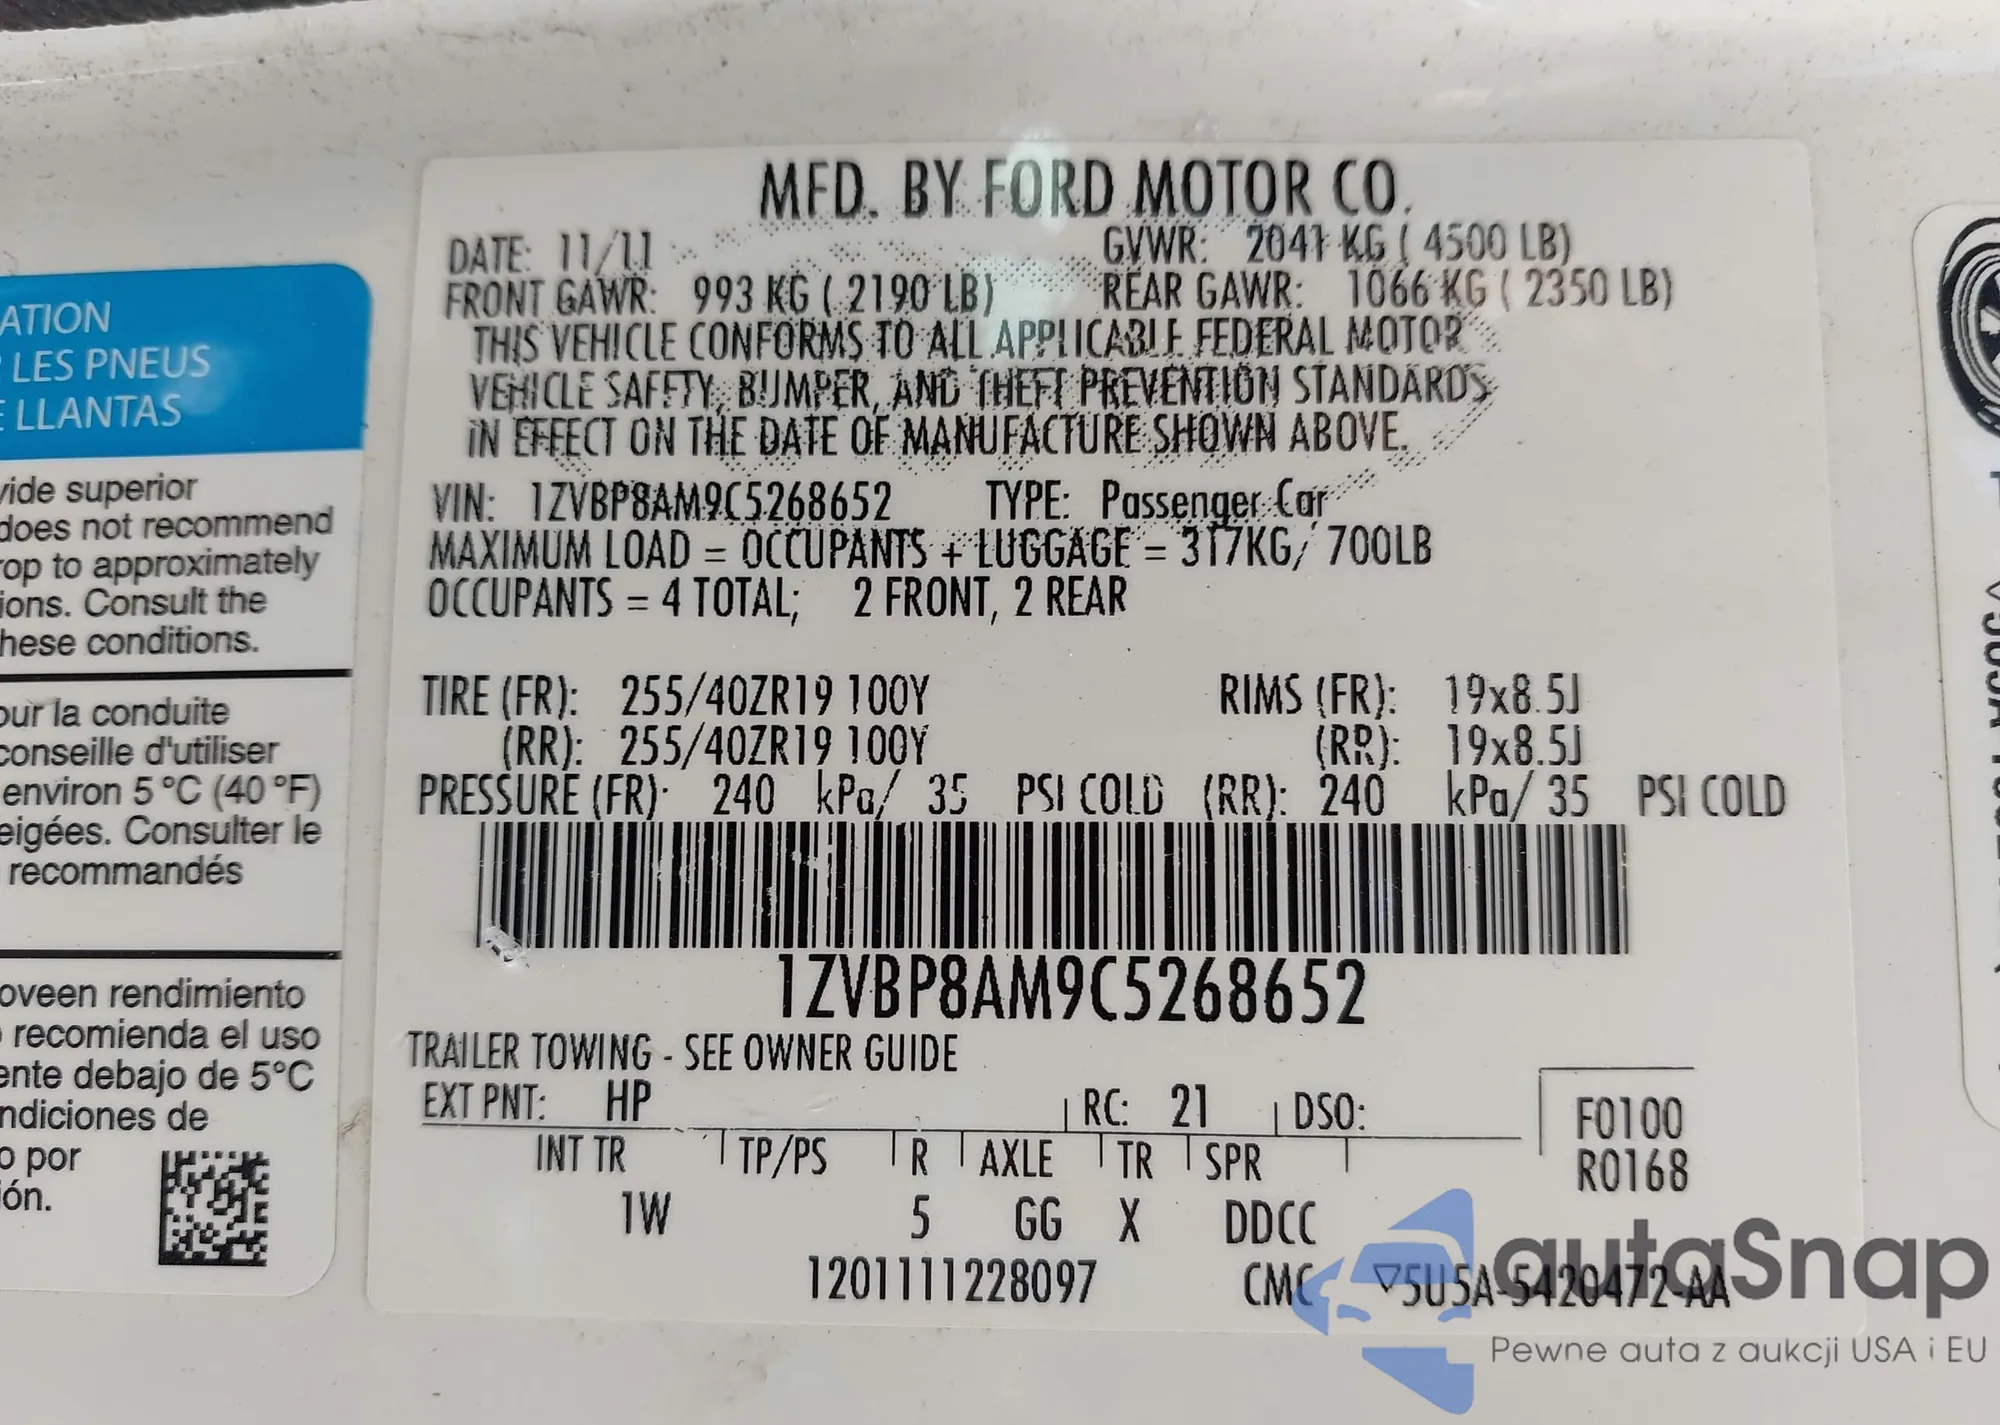 ATION
LES PNEUS
LLANTAS
vide superior
does not recommend
rop to approximately
ions. Consult the
hese conditions.
our la conduite
conseille d'utiliser
environ 5 °C (40 °F)
eigées. Consulter le
recommandés
oveen rendimiento
recomienda el uso
ente debajo de 5°C
ndiciones de
o por
ión.
MFD. BY FORD MOTOR CO.
DATE: 11/11 GVWR: 2041 KG ( 4500 LB)
FRONT GAWR: 993 KG ( 2190 LB) REAR GAWR: 1066 KG ( 2350 LB)
THIS VEHICLE CONFORMS TO ALL APPLICABLE FEDERAL MOTOR
VEHICLE SAFETY, BUMPER, AND THEFT PREVENTION STANDARDS
IN EFFECT ON THE DATE OF MANUFACTURE SHOWN ABOVE.
VIN: 1ZVBP8AM9C5268652 TYPE: Passenger Car
MAXIMUM LOAD = OCCUPANTS + LUGGAGE = 317KG/ 700LB
OCCUPANTS = 4 TOTAL; 2 FRONT, 2 REAR
TIRE (FR): 255/40ZR19 100Y RIMS (FR): 19x8.5J
(RR): 255/40ZR19 100Y (RR): 19x8.5J
PRESSURE (FR): 240 kPa/ 35 PSI COLD (RR): 240 kPa/ 35 PSI COLD
1ZVBP8AM9C5268652
TRAILER TOWING - SEE OWNER GUIDE
EXT PNT: HP RC: 21 DSO: F0100
INT TR TP/PS R AXLE TR SPR R0168
1W 5 GG X DDCC
1201111228097 CMC ▽5U5A-5420472-AA
autoSnap
Pewne auta z aukcji USA i EU